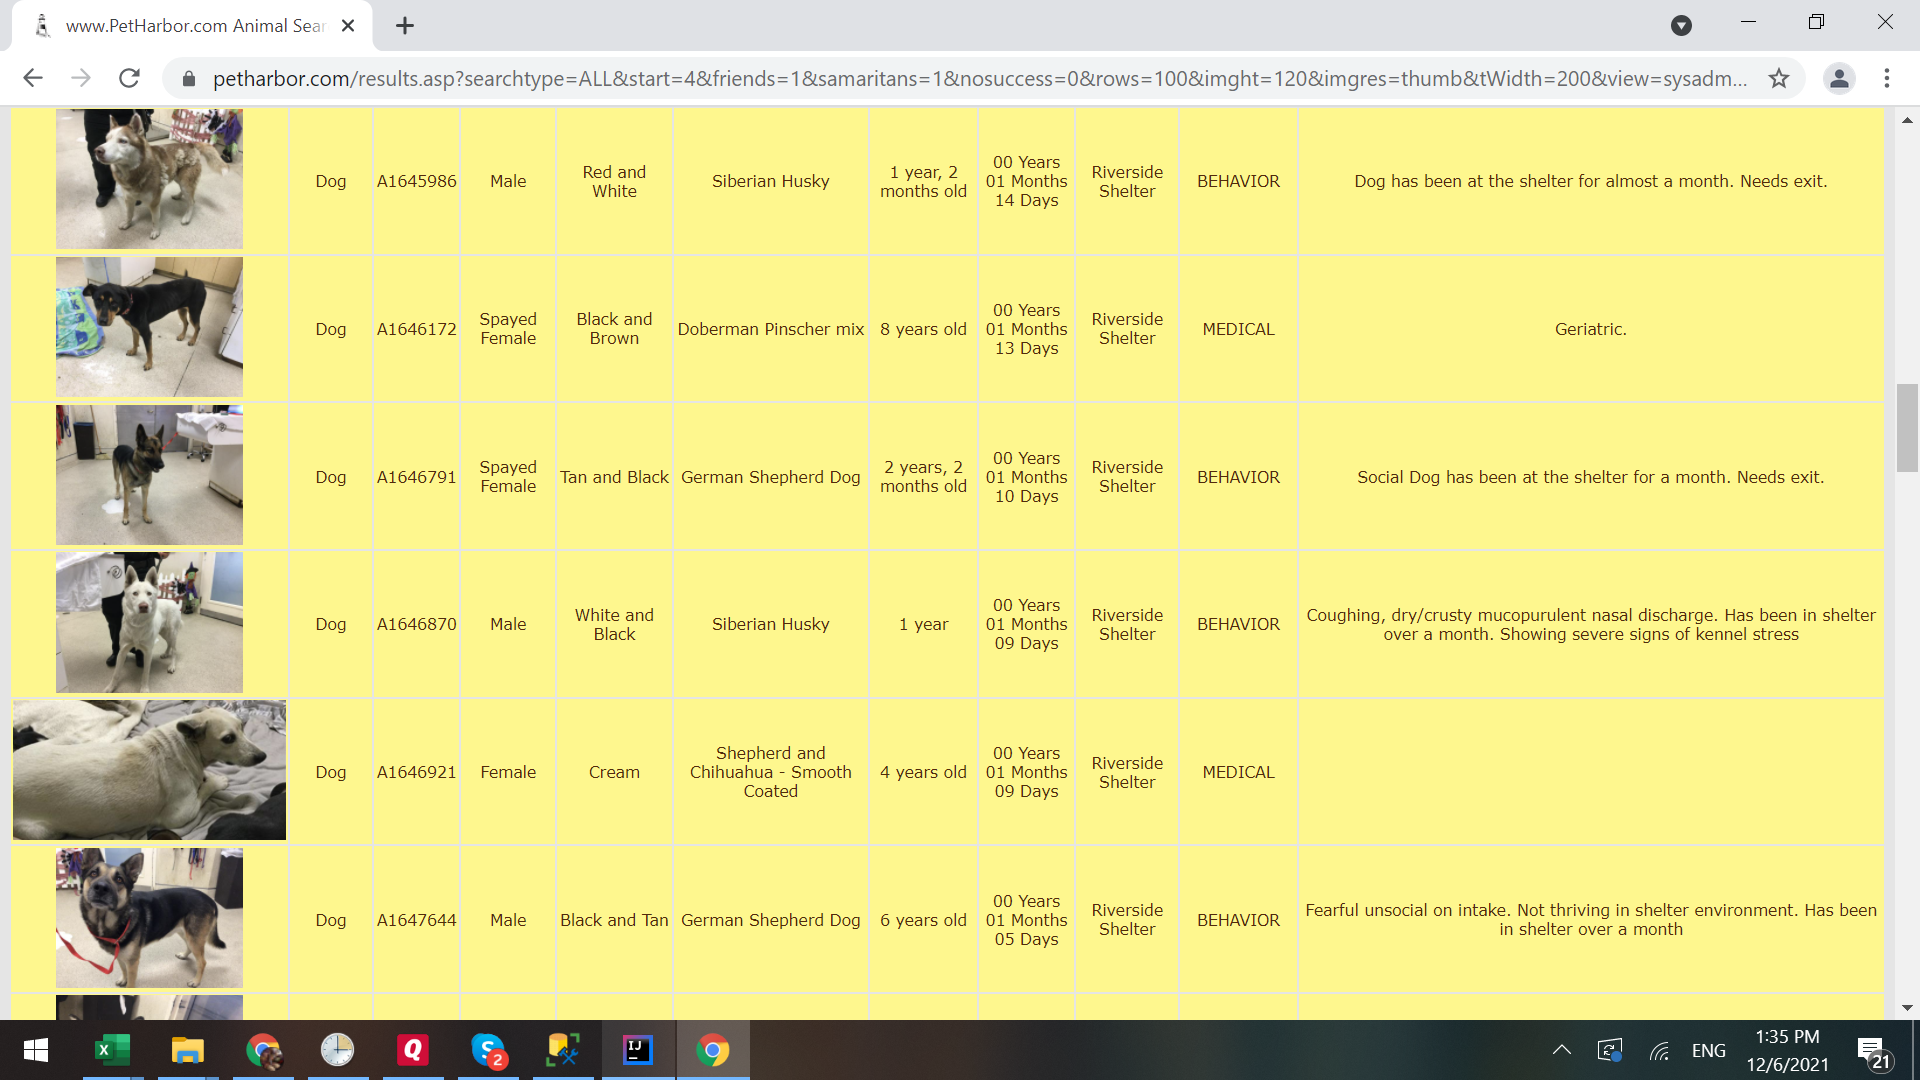 www.PetHarbor.com Animal Sear
petharbor.com/results.asp?searchtype=ALL&start=4&friends=1&samaritans=1&nosuccess=0&rows=100&imght=120&imgres=thumb&tWidth=200&view=sysadm...
Dog
A1645986
Male
Red and
White
Siberian Husky
1 year, 2
months old
00 Years
01 Months
14 Days
Riverside
Shelter
BEHAVIOR
Dog has been at the shelter for almost a month. Needs exit.
Dog
A1646172
Spayed
Female
Black and
Brown
Doberman Pinscher mix
8 years old
00 Years
01 Months
13 Days
Riverside
Shelter
MEDICAL
Geriatric.
Dog
A1646791
Spayed
Female
Tan and Black
German Shepherd Dog
2 years, 2
months old
00 Years
01 Months
10 Days
Riverside
Shelter
BEHAVIOR
Social Dog has been at the shelter for a month. Needs exit.
Dog
A1646870
Male
White and
Black
Siberian Husky
1 year
00 Years
01 Months
09 Days
Riverside
Shelter
BEHAVIOR
Coughing, dry/crusty mucopurulent nasal discharge. Has been in shelter
over a month. Showing severe signs of kennel stress
Dog
A1646921
Female
Cream
Shepherd and
Chihuahua - Smooth
Coated
4 years old
00 Years
01 Months
09 Days
Riverside
Shelter
MEDICAL
Dog
A1647644
Male
Black and Tan
German Shepherd Dog
6 years old
00 Years
01 Months
05 Days
Riverside
Shelter
BEHAVIOR
Fearful unsocial on intake. Not thriving in shelter environment. Has been
in shelter over a month
X
Q
S
2
IJ
ENG
1:35 PM
12/6/2021
21